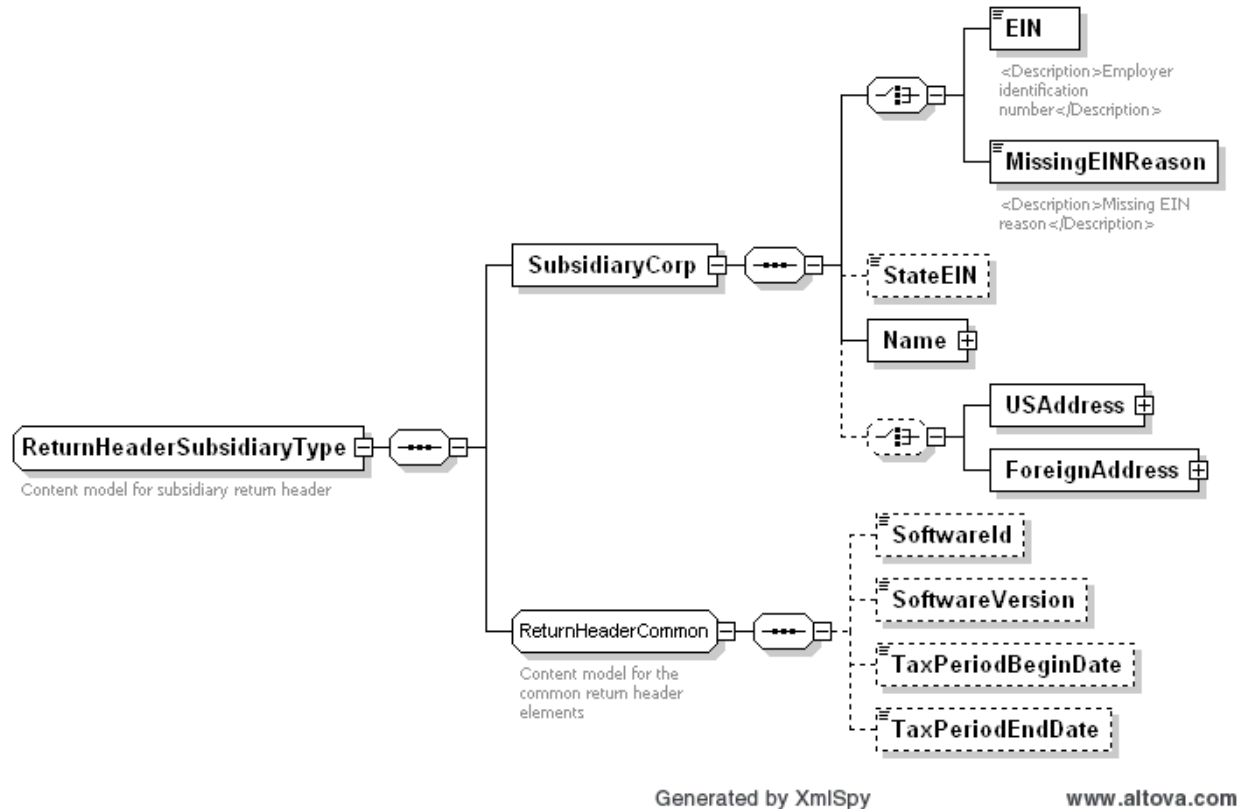 EIN
<Description>Employer
identification
number</Description>
MissingEINReason
<Description>Missing EIN
reason</Description>
SubsidiaryCorp
StateEIN
Name
USAddress
ForeignAddress
ReturnHeaderSubsidiaryType
Content model for subsidiary return header
SoftwareId
SoftwareVersion
ReturnHeaderCommon
Content model for the
common return header
elements
TaxPeriodBeginDate
TaxPeriodEndDate
Generated by XmlSpy
www.altova.com